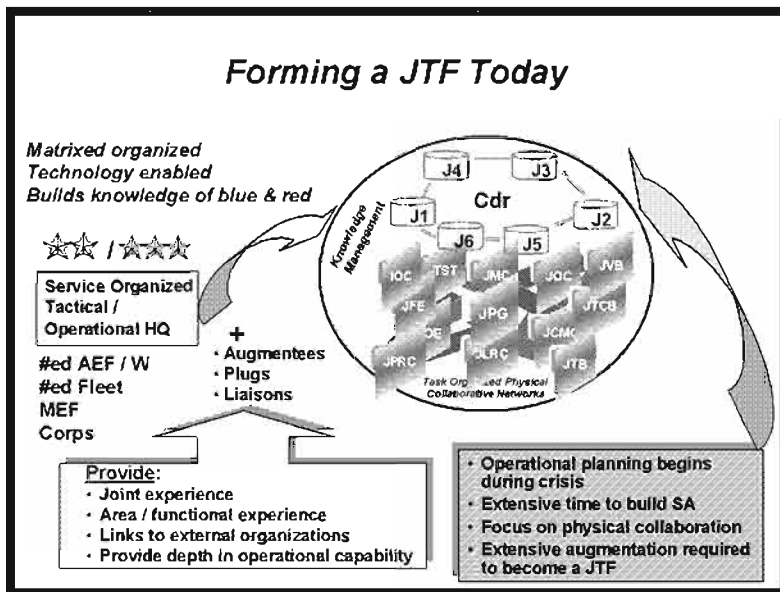 Forming a JTF Today
Matrixed organized
Technology enabled
Builds knowledge of blue & red
/
Service Organized
Tactical /
Operational HQ
#ed AEF / W
#ed Fleet
MEF
Corps
+
• Augmentees
• Plugs
• Liaisons
Knowledge
Management
J4
J3
Cdr
J1
J2
J6
J5
IOC
TST
JMC
JOC
JVB
JFE
JPG
JTCB
OE
JCMC
JPRC
JLRC
JTB
Task Organized Physical
Collaborative Networks
Provide:
• Joint experience
• Area / functional experience
• Links to external organizations
• Provide depth in operational capability
• Operational planning begins
during crisis
• Extensive time to build SA
• Focus on physical collaboration
• Extensive augmentation required
to become a JTF